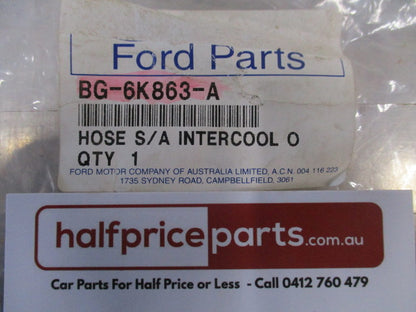 Ford Parts
BG-6K863-A
HOSE S/A INTERCOOL O
QTY 1
FORD MOTOR COMPANY OF AUSTRALIA LIMITED, A.C.N. 004 116 223
1735 SYDNEY ROAD, CAMPBELLFIELD, 3061
halfpriceparts.com.au
Car Parts For Half Price or Less - Call 0412 760 479